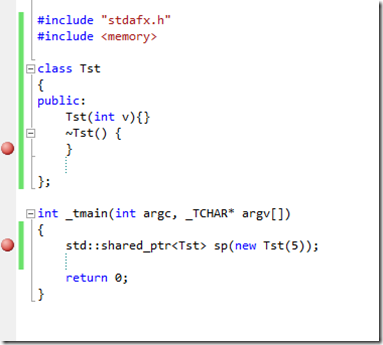 #include "stdafx.h"
#include <memory>
class Tst
{
public:
    Tst(int v){}
    ~Tst() {
    }
};
int _tmain(int argc, _TCHAR* argv[])
{
    std::shared_ptr<Tst> sp(new Tst(5));
    return 0;
}